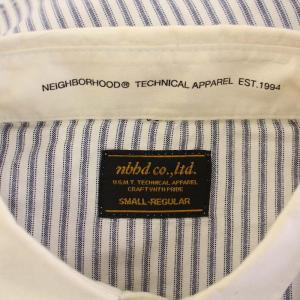 NEIGHBORHOOD® TECHNICAL APPAREL EST.1994
nbhd co.,ltd.
U.S.M.T. TECHNICAL APPAREL
CRAFT WITH PRIDE
SMALL-REGULAR